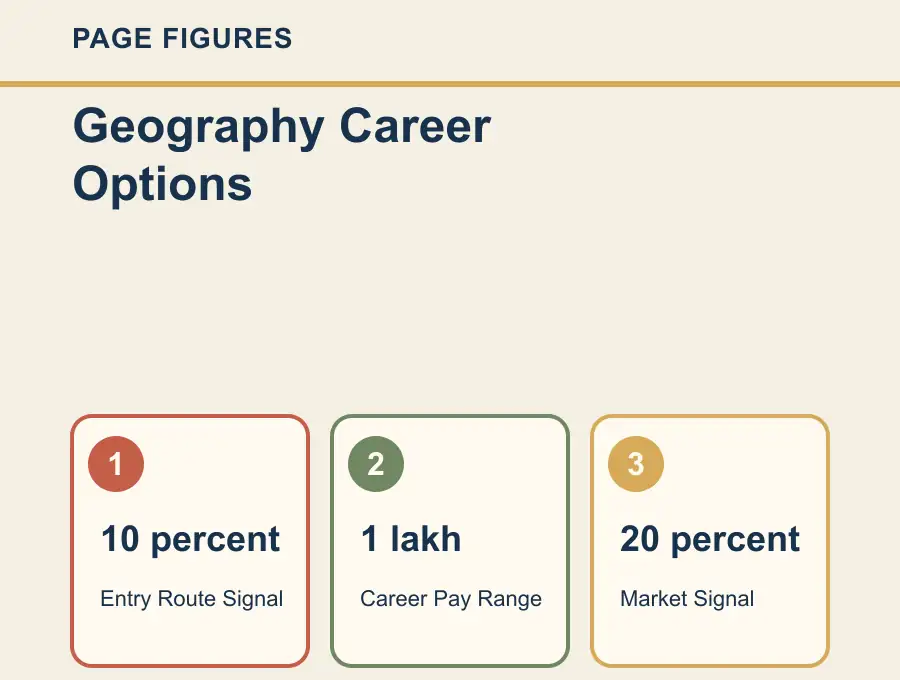 PAGE FIGURES
Geography Career
Options
1
10 percent
Entry Route Signal
2
1 lakh
Career Pay Range
3
20 percent
Market Signal